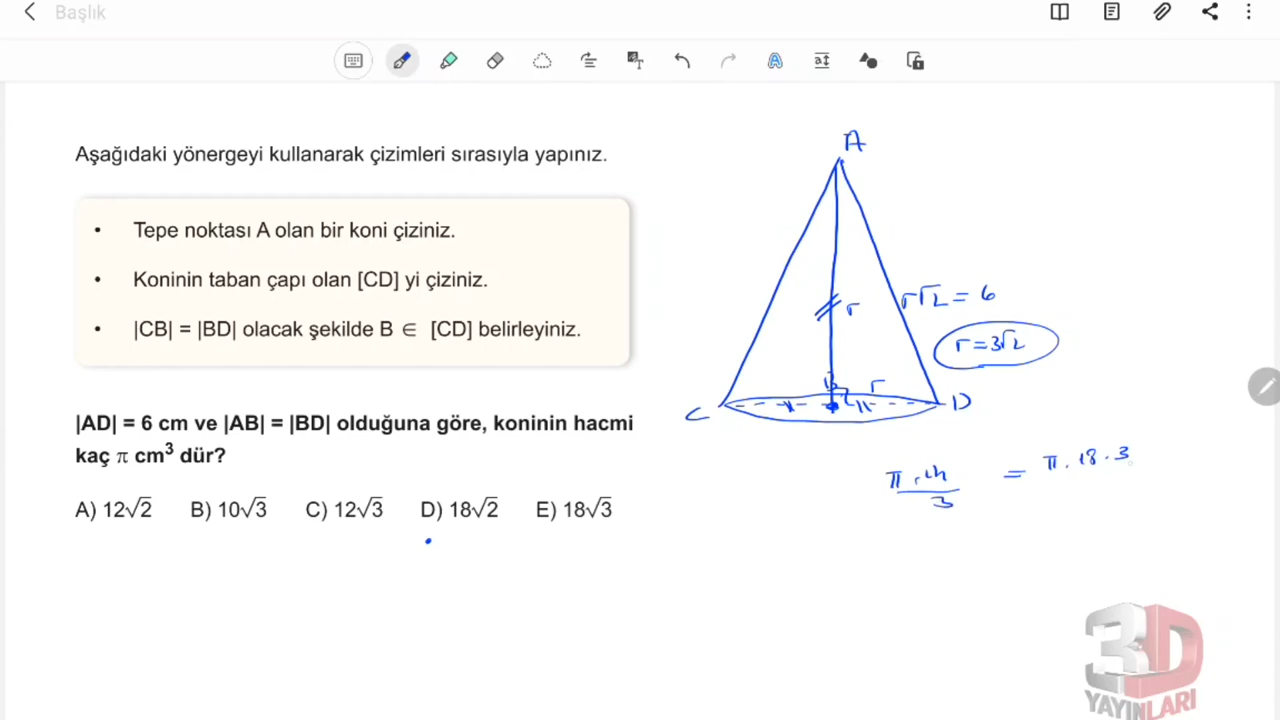 Başlık
Aşağıdaki yönergeyi kullanarak çizimleri sırasıyla yapınız.
• Tepe noktası A olan bir koni çiziniz.
• Koninin taban çapı olan [CD] yi çiziniz.
• |CB| = |BD| olacak şekilde B ∈ [CD] belirleyiniz.
|AD| = 6 cm ve |AB| = |BD| olduğuna göre, koninin hacmi
kaç π cm³ dür?
A) 12√2 B) 10√3 C) 12√3 D) 18√2 E) 18√3
A
r
r√2 = 6
r = 3√2
B
r
C
D
π.
3
= π.18.3
3D
YAYINLARI